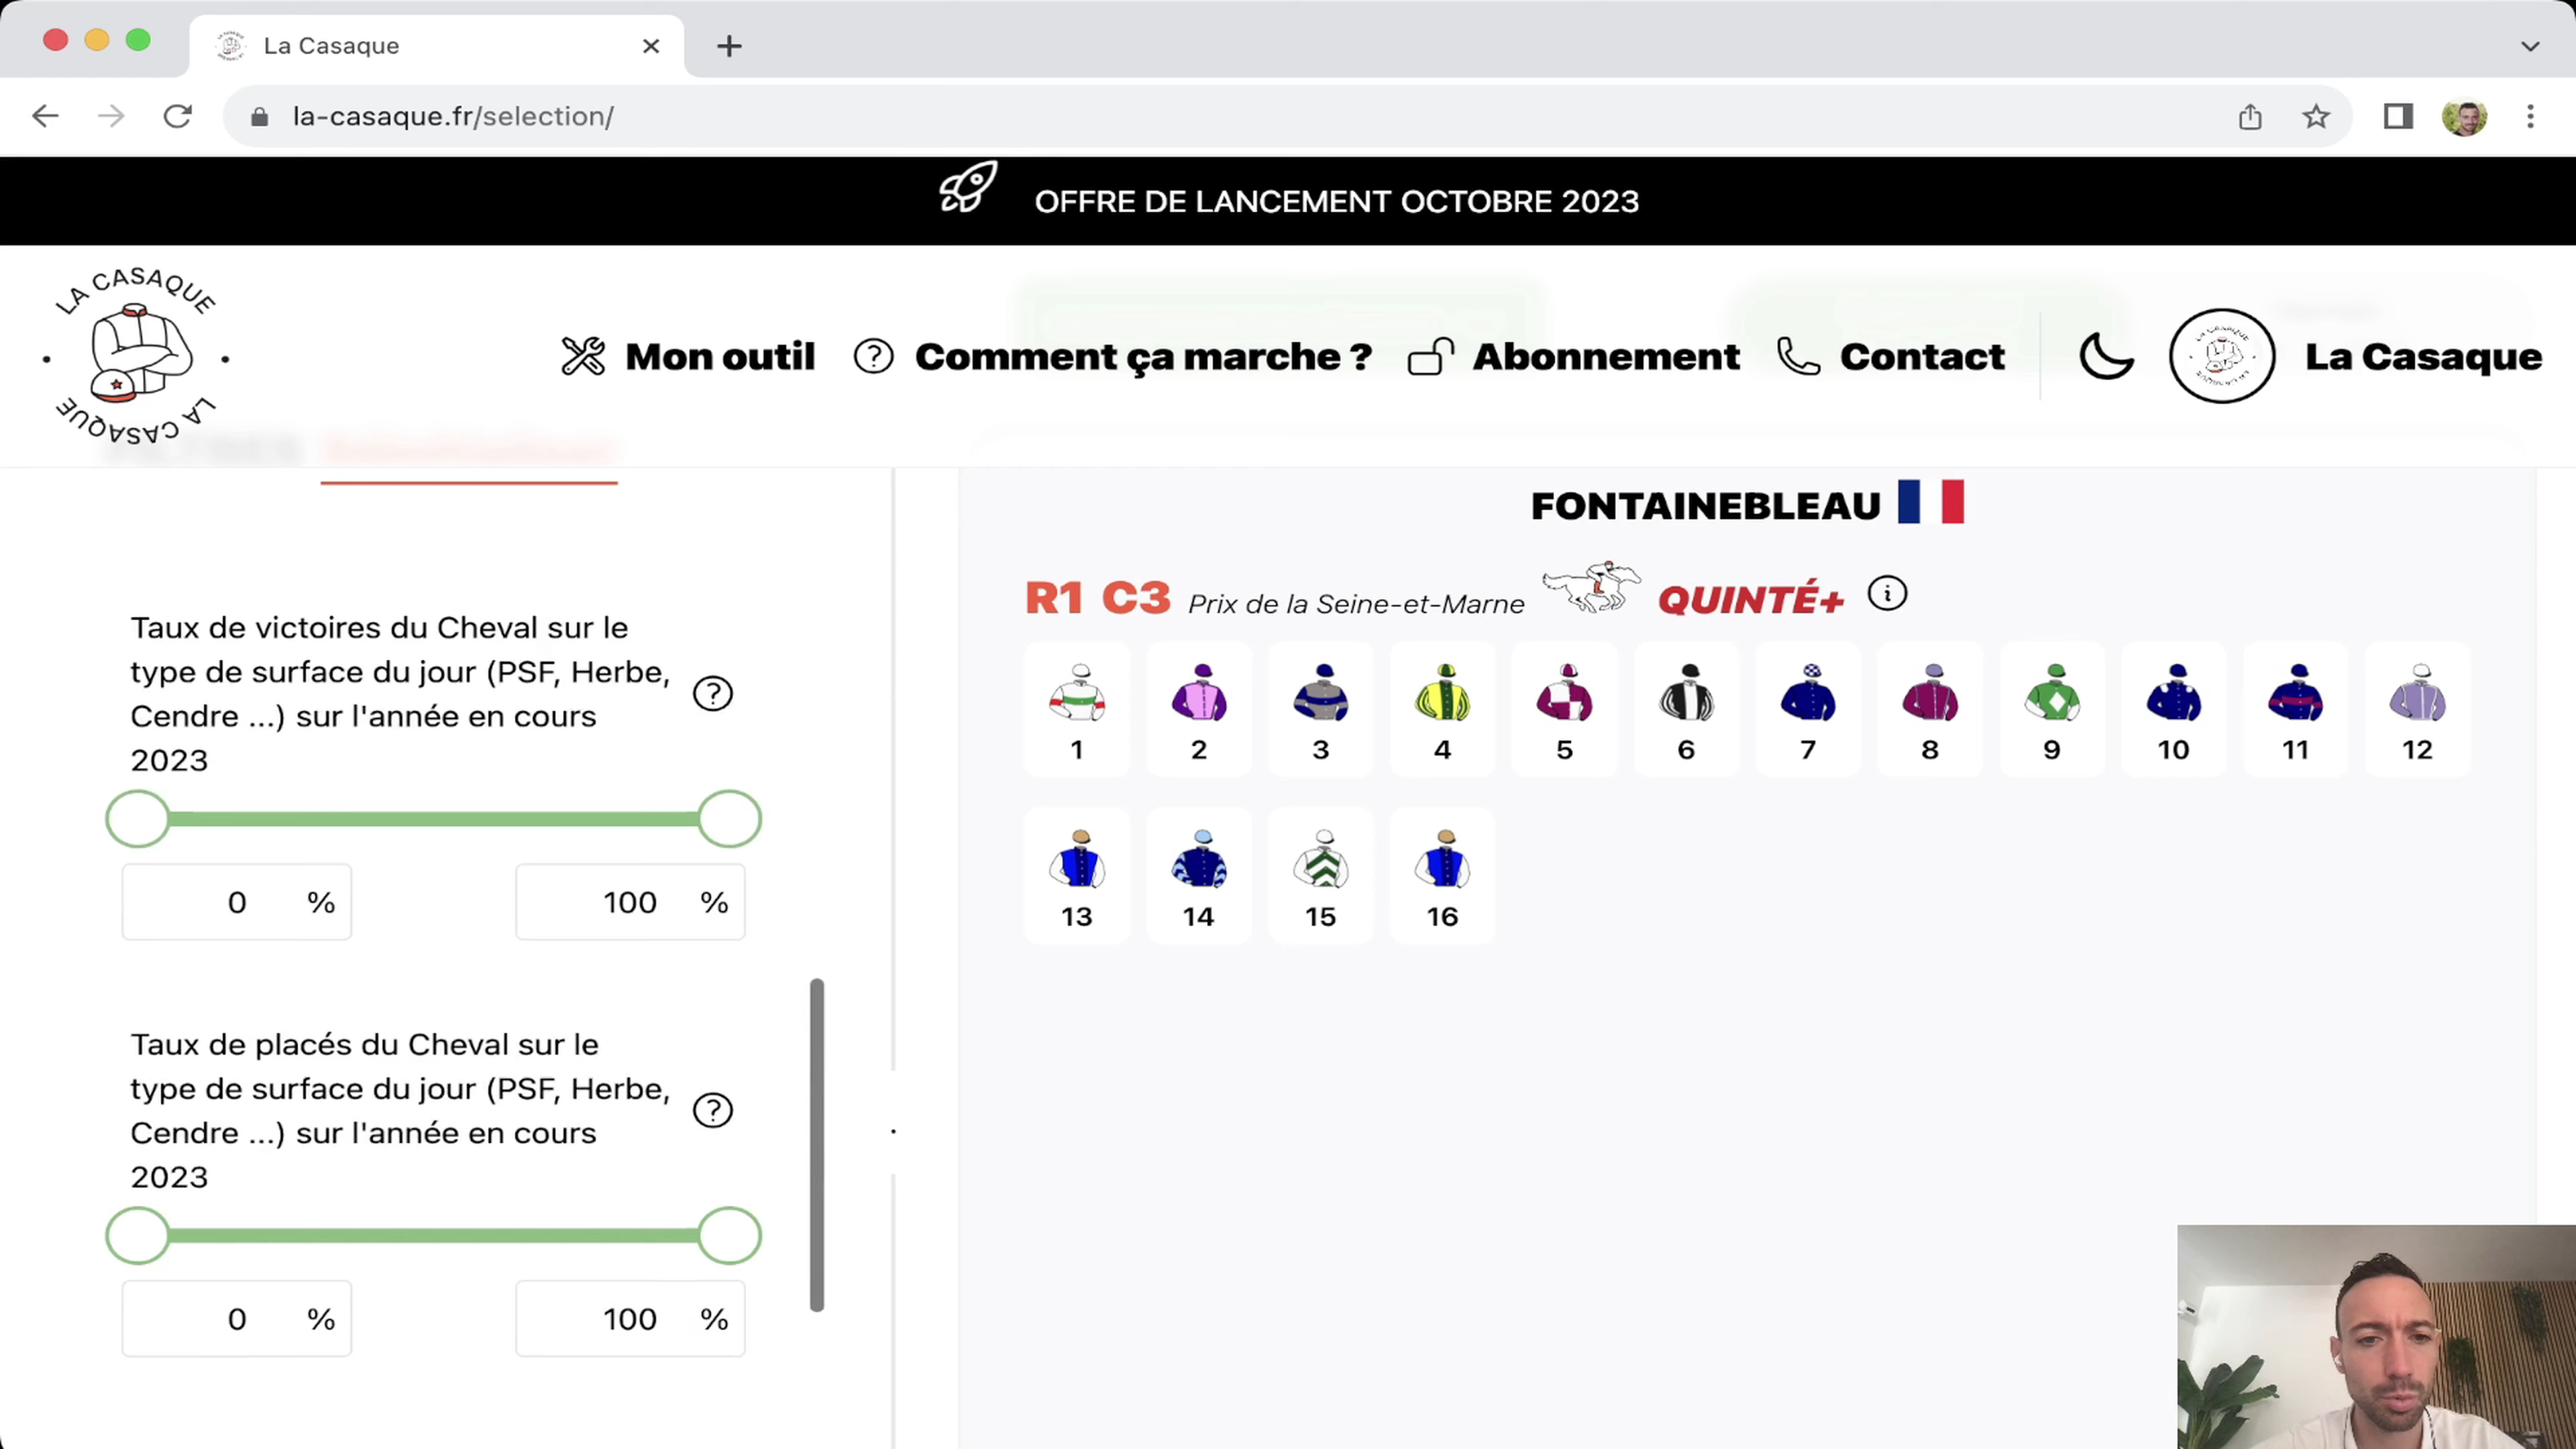 La Casaque
la-casaque.fr/selection/
OFFRE DE LANCEMENT OCTOBRE 2023
LA CASAQUE
LA CASAQUE
Mon outil
Comment ça marche ?
Abonnement
Contact
La Casaque
FONTAINEBLEAU
R1 C3 Prix de la Seine-et-Marne QUINTÉ+
1 2 3 4 5 6 7 8 9 10 11 12
13 14 15 16
Taux de victoires du Cheval sur le
type de surface du jour (PSF, Herbe,
Cendre ...) sur l'année en cours
2023
0 % 100 %
Taux de placés du Cheval sur le
type de surface du jour (PSF, Herbe,
Cendre ...) sur l'année en cours
2023
0 % 100 %